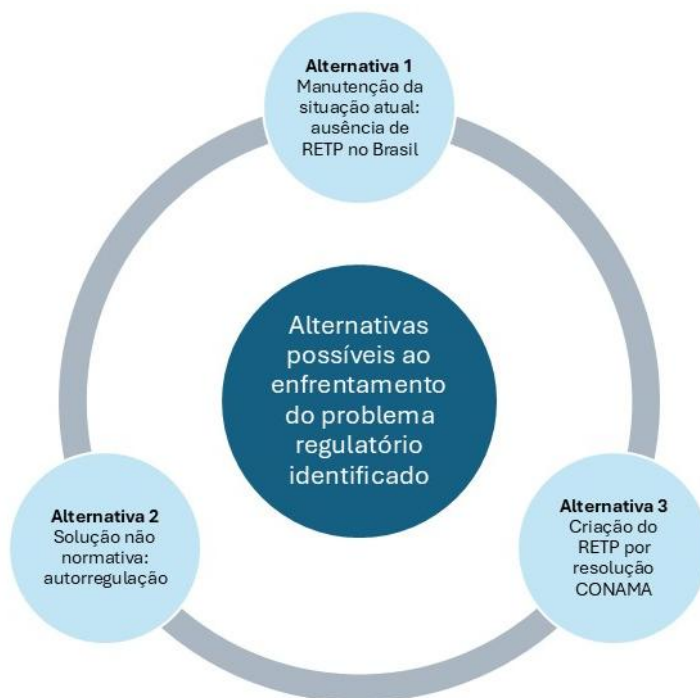 Alternativa 1
Manutenção da
situação atual:
ausência de
RETP no Brasil
Alternativas
possíveis ao
enfrentamento
do problema
regulatório
identificado
Alternativa 2
Solução não
normativa:
autorregulação
Alternativa 3
Criação do
RETP por
resolução
CONAMA